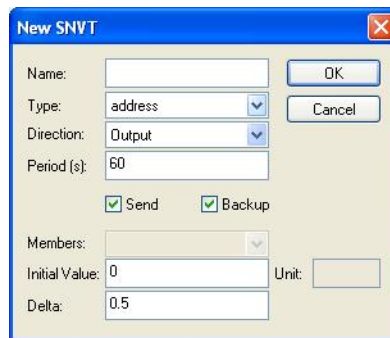 New SNVT
Name:
OK
Type: address
Cancel
Direction: Output
Period (s): 60
Send Backup
Members:
Initial Value: 0 Unit:
Delta: 0.5